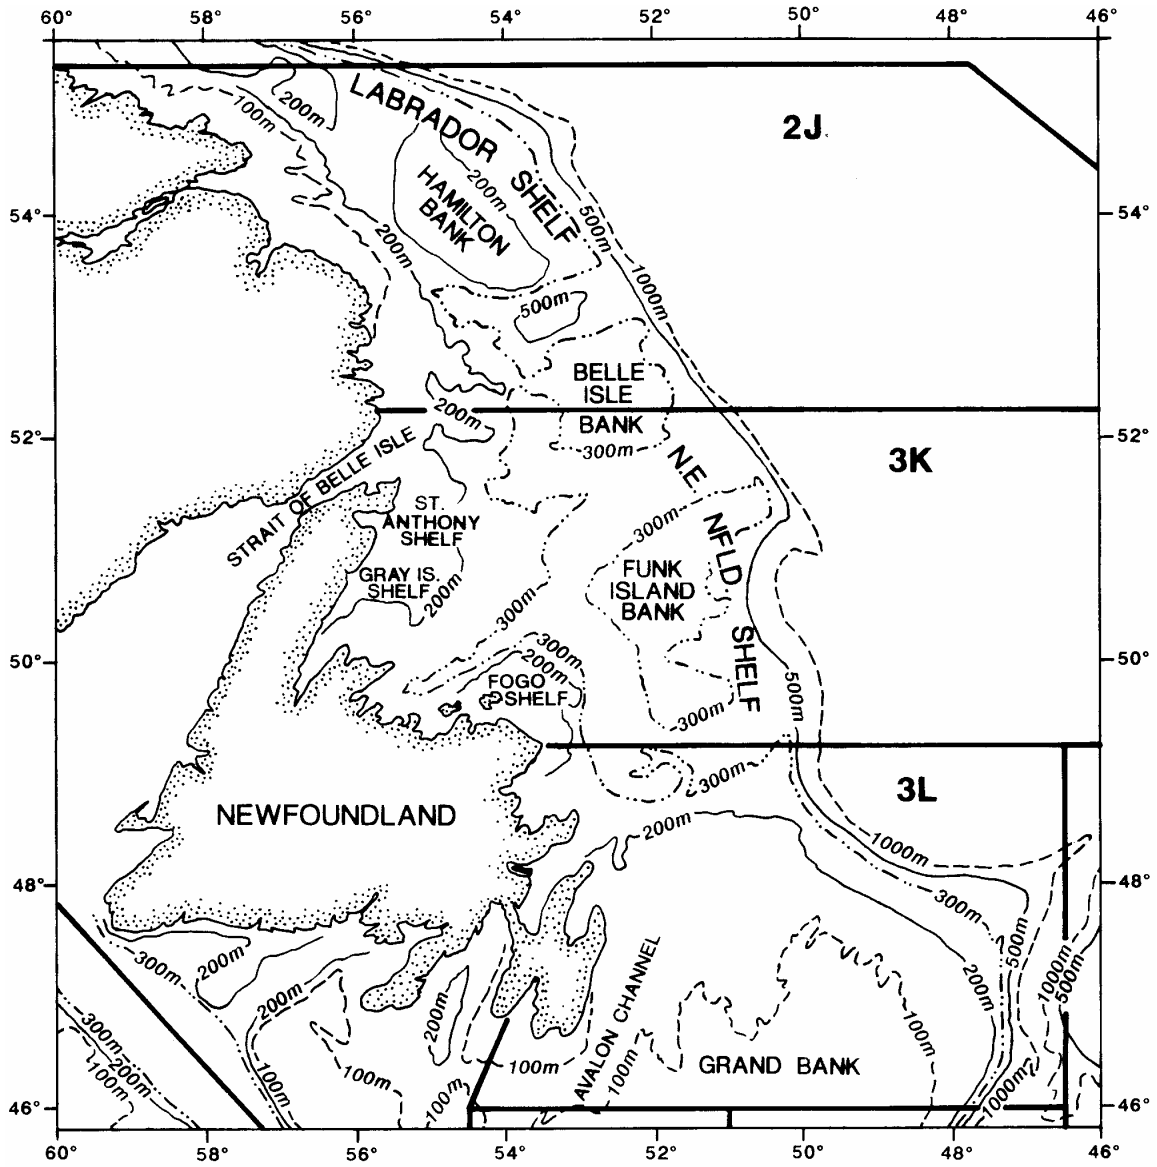 60° 58° 56° 54° 52° 50° 48° 46°
LABRADOR SHELF
2J
200m
100m
HAMILTON
BANK
200m
54°
54°
200m
500m
1000m
500m
BELLE
ISLE
BANK
300m
200m
52°
52°
STRAIT OF BELLE ISLE
3K
N.E NFLD SHELF
ST.
ANTHONY
SHELF
300m
GRAY IS.
SHELF
200m
FUNK
ISLAND
BANK
300m
50°
50°
300m
200m
FOGO
SHELF
500m
300m
300m
3L
NEWFOUNDLAND
200m
1000m
48°
48°
300m
500m
300m
200m
200m
200m
AVALON CHANNEL
200m
1000m
500m
300m
200m
100m
100m
100m
100m
100m
100m
100m
GRAND BANK
1000m
46°
46°
60° 58° 56° 54° 52° 50° 48° 46°